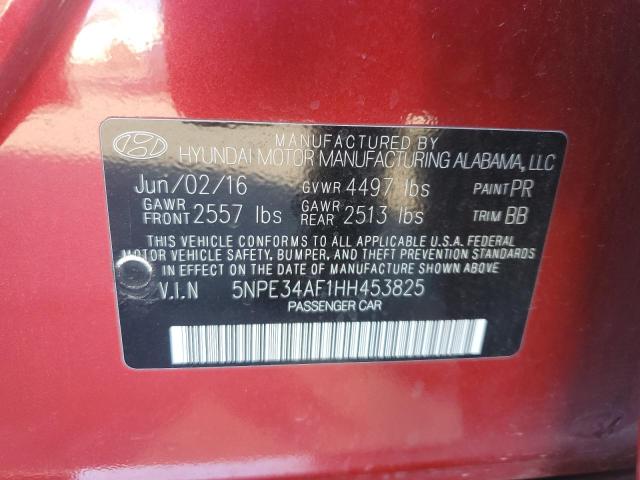 MANUFACTURED BY
HYUNDAI MOTOR MANUFACTURING ALABAMA, LLC
Jun/02/16 GVWR 4497 lbs PAINT PR
GAWR FRONT 2557 lbs GAWR REAR 2513 lbs TRIM BB
THIS VEHICLE CONFORMS TO ALL APPLICABLE U.S.A. FEDERAL
MOTOR VEHICLE SAFETY, BUMPER, AND THEFT PREVENTION STANDARDS
IN EFFECT ON THE DATE OF MANUFACTURE SHOWN ABOVE.
V.I.N 5NPE34AF1HH453825
PASSENGER CAR